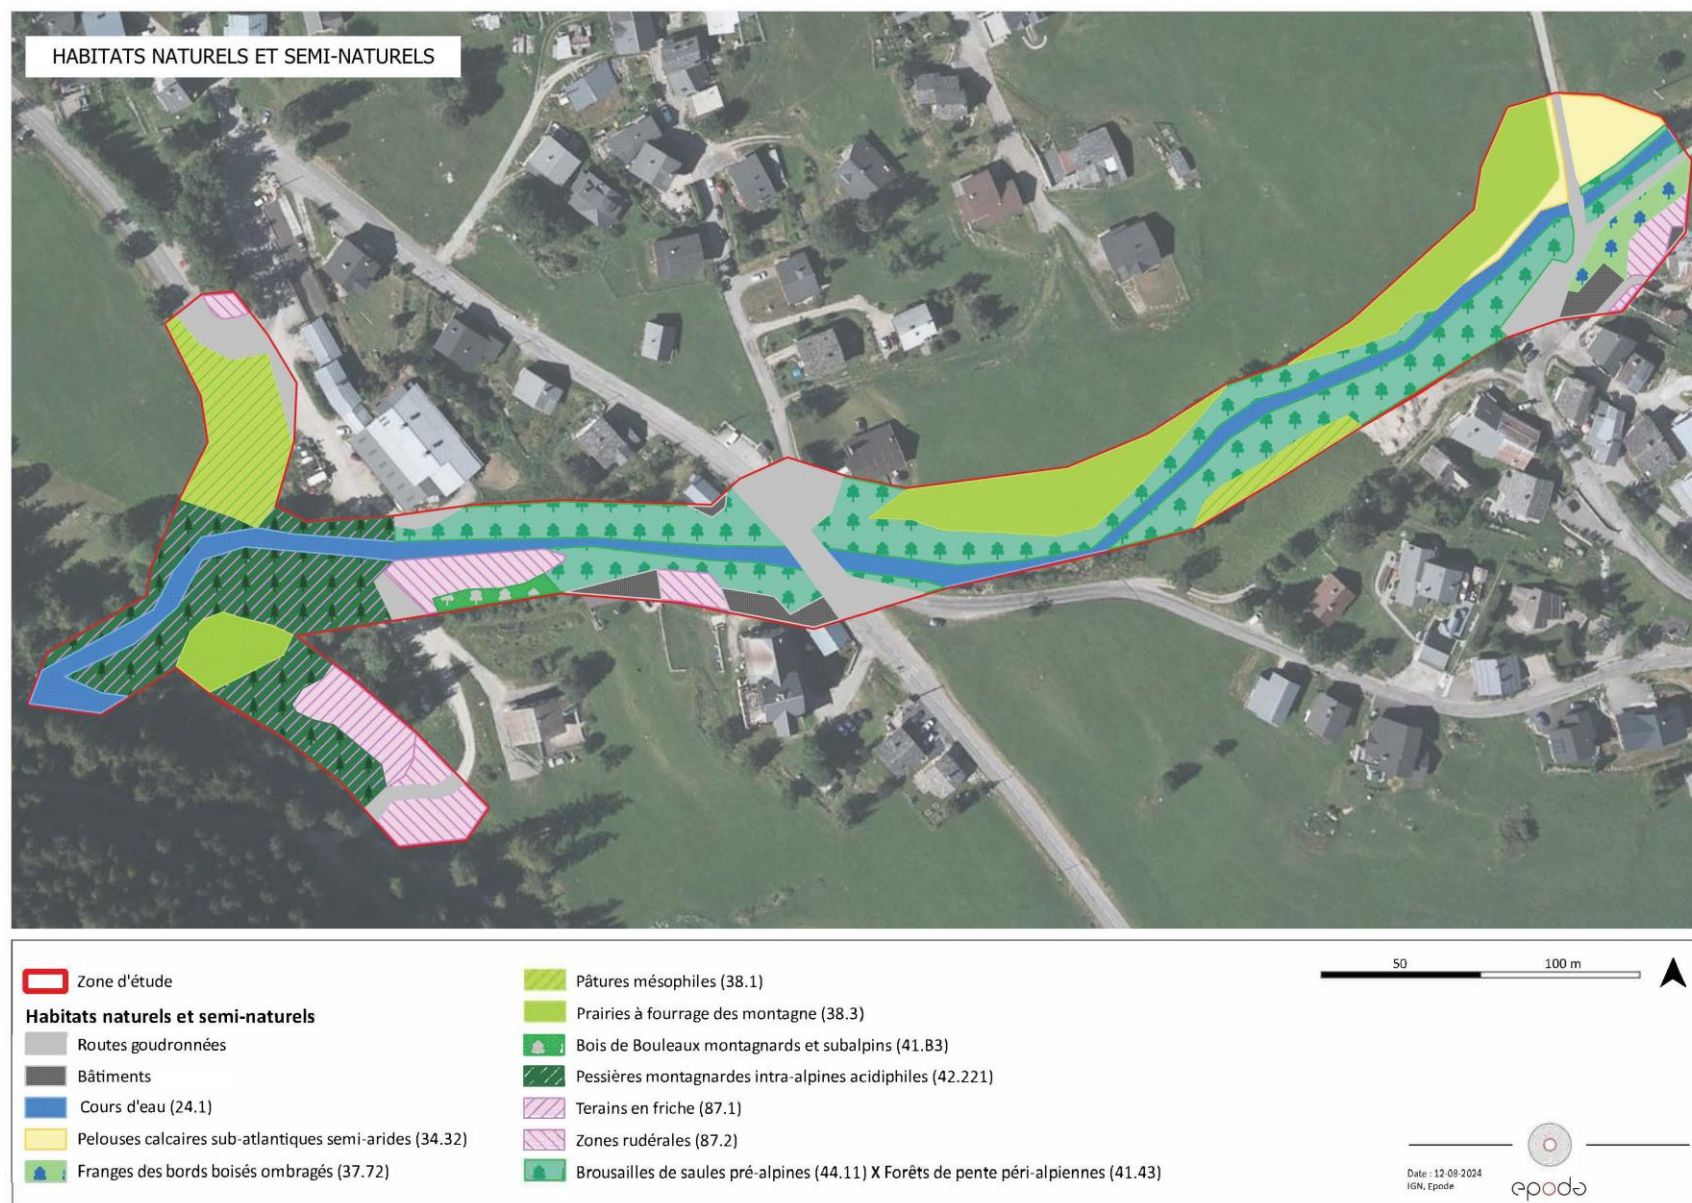 HABITATS NATURELS ET SEMI-NATURELS
Zone d'étude
Habitats naturels et semi-naturels
Routes goudronnées
Bâtiments
Cours d'eau (24.1)
Pelouses calcaires sub-atlantiques semi-arides (34.32)
Franges des bords boisés ombragés (37.72)
Pâtures mésophiles (38.1)
Prairies à fourrage des montagne (38.3)
Bois de Bouleaux montagnards et subalpins (41.B3)
Pessières montagnardes intra-alpines acidiphiles (42.221)
Terains en friche (87.1)
Zones rudérales (87.2)
Brousailles de saules pré-alpines (44.11) X Forêts de pente péri-alpiennes (41.43)
50 100 m
Date : 12-08-2024
IGN, Epode
epode